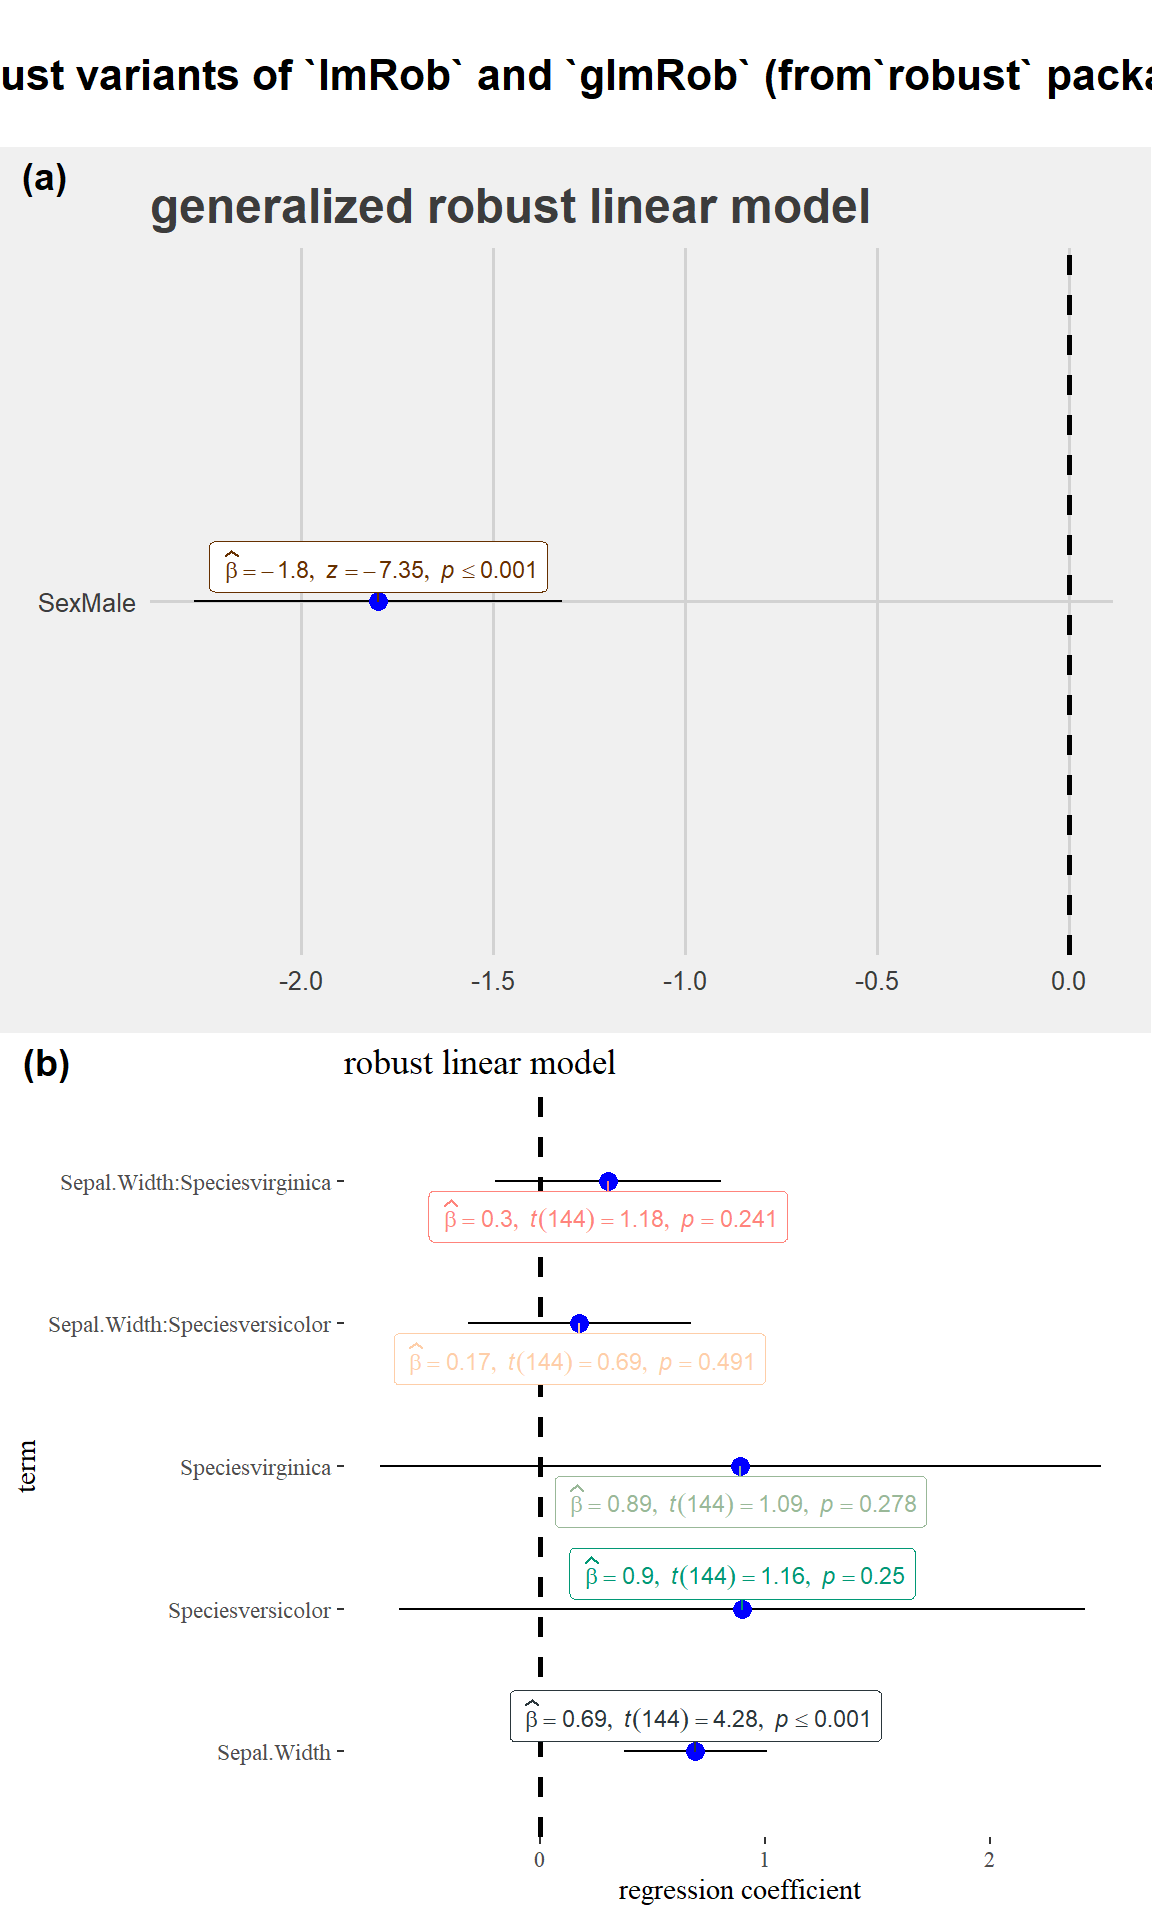 ust variants of `lmRob` and `glmRob` (from`robust` packa
(a)
generalized robust linear model
β̂ = −1.8, z = −7.35, p ≤ 0.001
SexMale
-2.0 -1.5 -1.0 -0.5 0.0
(b)
robust linear model
Sepal.Width:Speciesvirginica
β̂ = 0.3, t(144) = 1.18, p = 0.241
Sepal.Width:Speciesversicolor
β̂ = 0.17, t(144) = 0.69, p = 0.491
term
Speciesvirginica
β̂ = 0.89, t(144) = 1.09, p = 0.278
β̂ = 0.9, t(144) = 1.16, p = 0.25
Speciesversicolor
β̂ = 0.69, t(144) = 4.28, p ≤ 0.001
Sepal.Width
0 1 2
regression coefficient